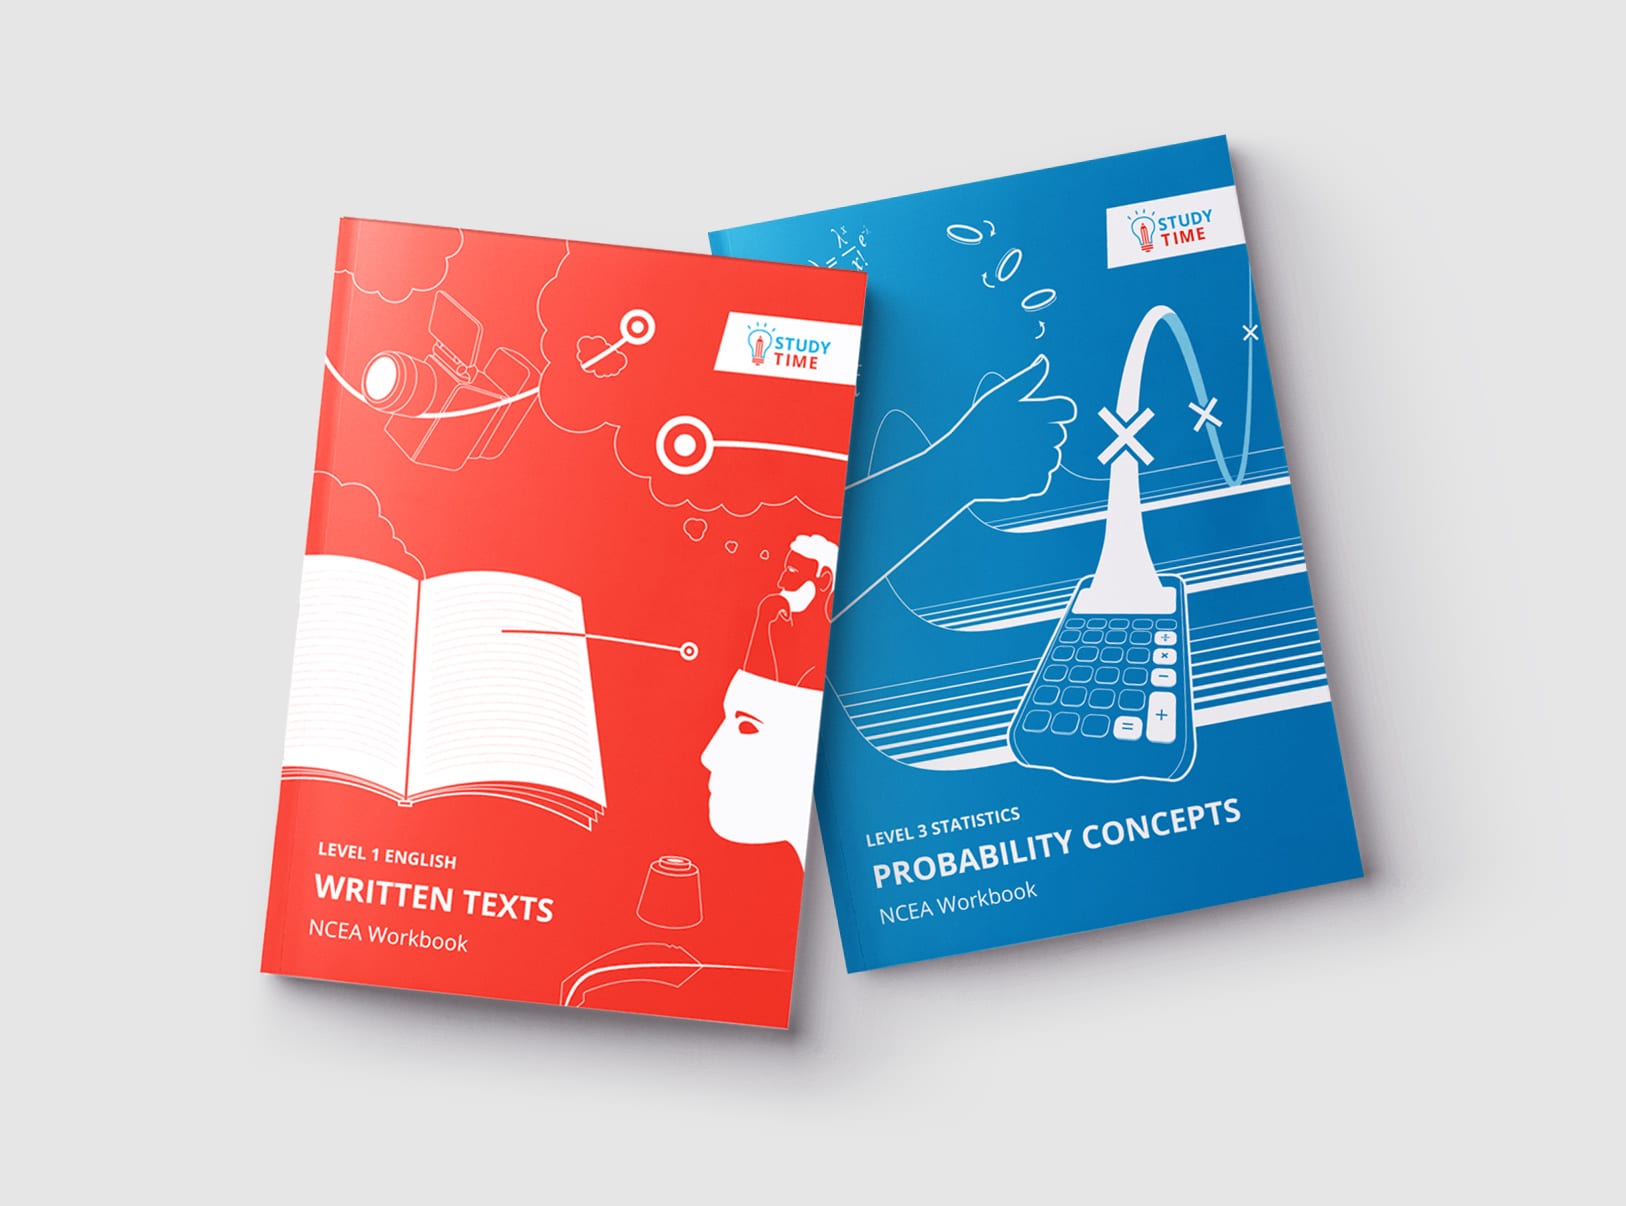 STUDY
TIME
LEVEL 1 ENGLISH
WRITTEN TEXTS
NCEA Workbook
STUDY
TIME
÷
×
−
+
=
LEVEL 3 STATISTICS
PROBABILITY CONCEPTS
NCEA Workbook